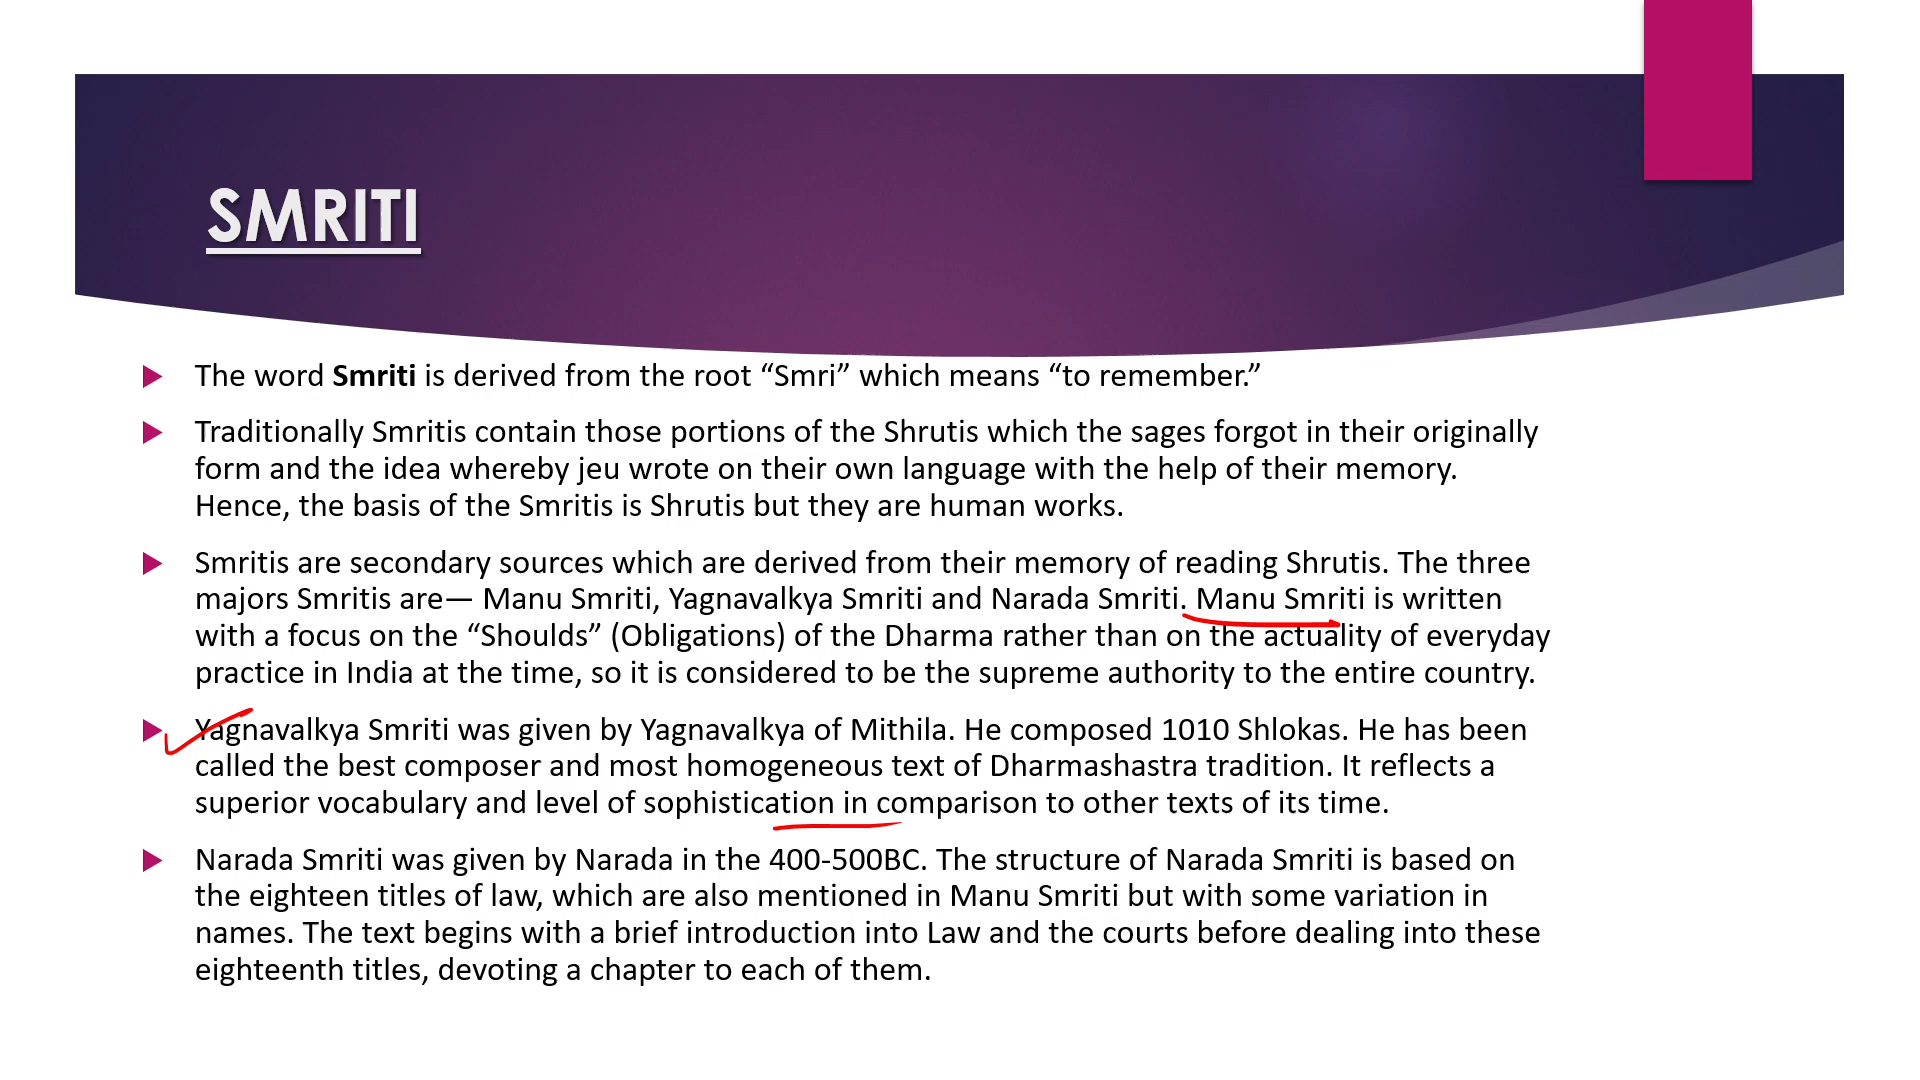 SMRITI
The word Smriti is derived from the root “Smri” which means “to remember.”
Traditionally Smritis contain those portions of the Shrutis which the sages forgot in their originally
form and the idea whereby jeu wrote on their own language with the help of their memory.
Hence, the basis of the Smritis is Shrutis but they are human works.
Smritis are secondary sources which are derived from their memory of reading Shrutis. The three
majors Smritis are— Manu Smriti, Yagnavalkya Smriti and Narada Smriti. Manu Smriti is written
with a focus on the “Shoulds” (Obligations) of the Dharma rather than on the actuality of everyday
practice in India at the time, so it is considered to be the supreme authority to the entire country.
Yagnavalkya Smriti was given by Yagnavalkya of Mithila. He composed 1010 Shlokas. He has been
called the best composer and most homogeneous text of Dharmashastra tradition. It reflects a
superior vocabulary and level of sophistication in comparison to other texts of its time.
Narada Smriti was given by Narada in the 400-500BC. The structure of Narada Smriti is based on
the eighteen titles of law, which are also mentioned in Manu Smriti but with some variation in
names. The text begins with a brief introduction into Law and the courts before dealing into these
eighteenth titles, devoting a chapter to each of them.